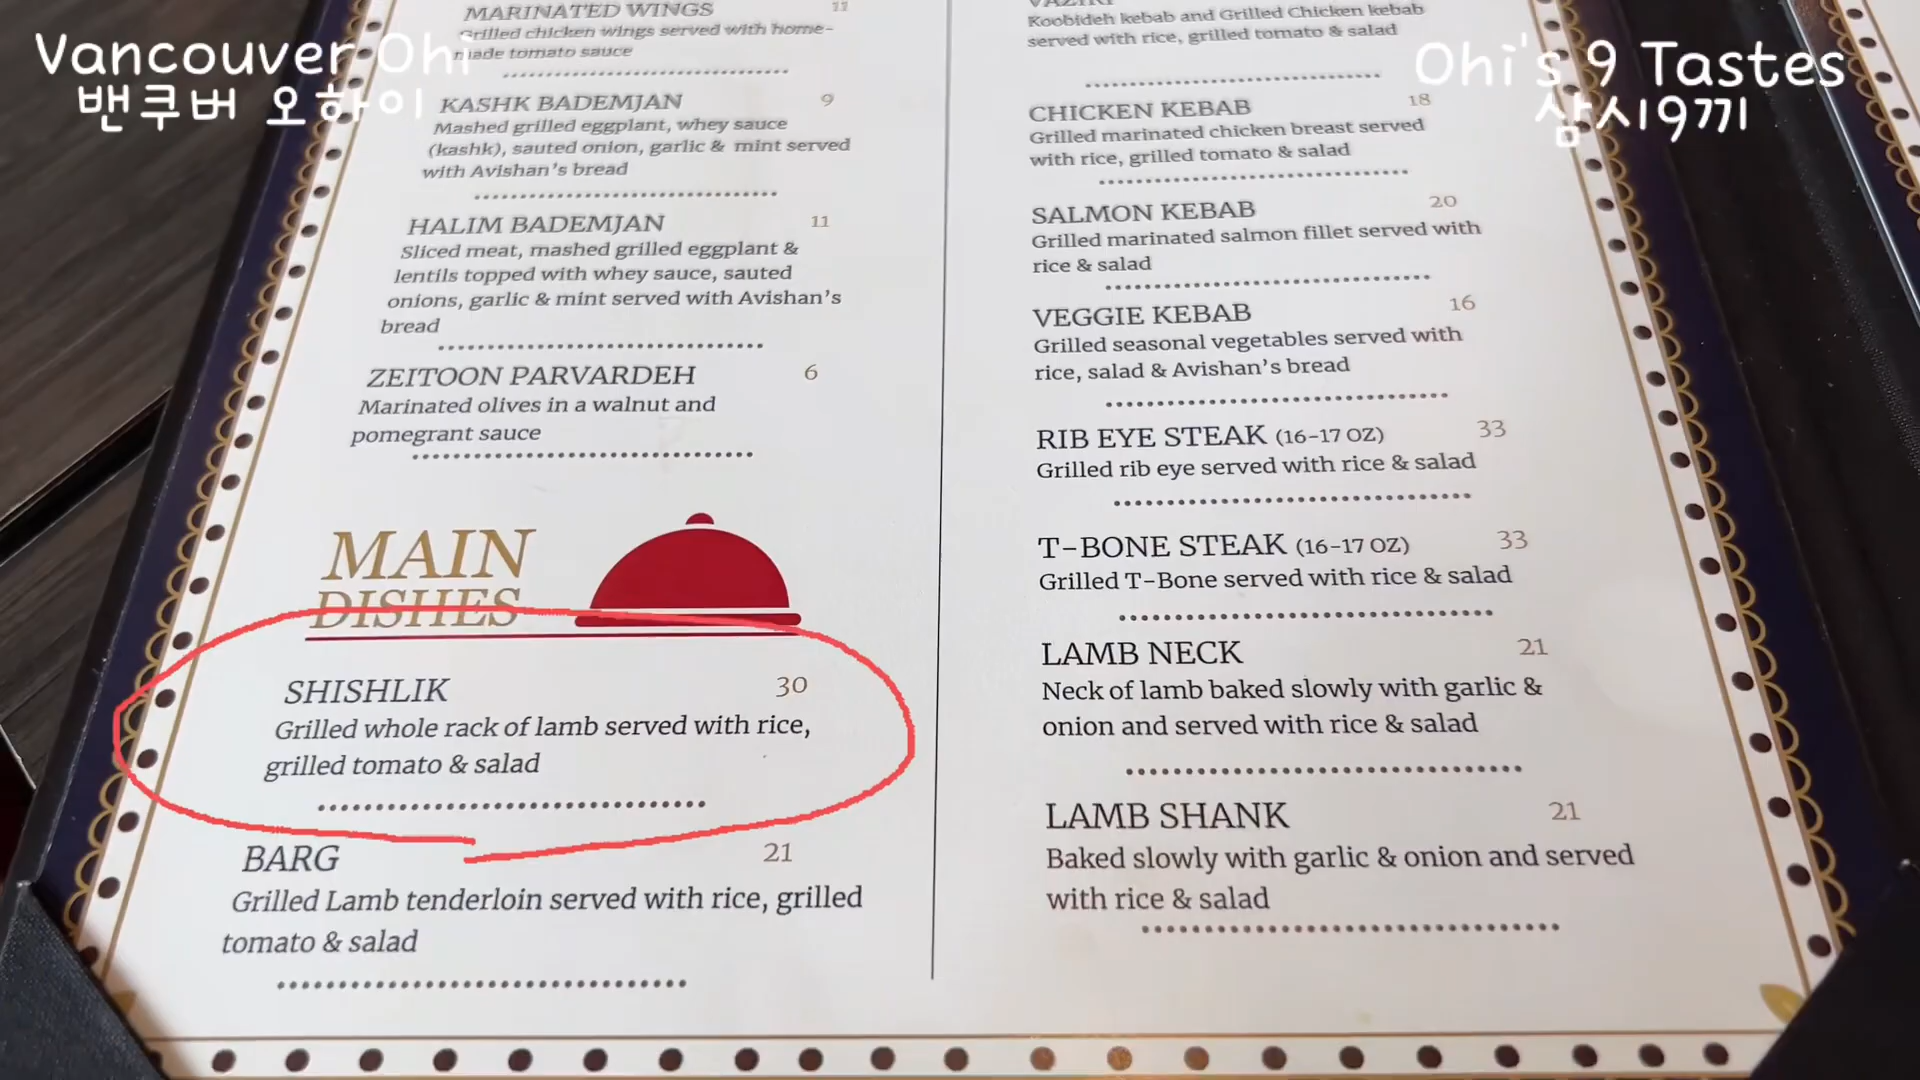 Vancouver Ohi
밴쿠버 오하이
Ohi's 9 Tastes
삼시9끼
MARINATED WINGS 11
Grilled chicken wings served with home-
made tomato sauce
KASHK BADEMJAN 9
Mashed grilled eggplant, whey sauce
(kashk), sauted onion, garlic & mint served
with Avishan's bread
HALIM BADEMJAN 11
Sliced meat, mashed grilled eggplant &
lentils topped with whey sauce, sauted
onions, garlic & mint served with Avishan's
bread
ZEITOON PARVARDEH 6
Marinated olives in a walnut and
pomegrant sauce
MAIN
DISHES
SHISHLIK 30
Grilled whole rack of lamb served with rice,
grilled tomato & salad
BARG 21
Grilled Lamb tenderloin served with rice, grilled
tomato & salad
VAZIRI
Koobideh kebab and Grilled Chicken kebab
served with rice, grilled tomato & salad
CHICKEN KEBAB 18
Grilled marinated chicken breast served
with rice, grilled tomato & salad
SALMON KEBAB 20
Grilled marinated salmon fillet served with
rice & salad
VEGGIE KEBAB 16
Grilled seasonal vegetables served with
rice, salad & Avishan's bread
RIB EYE STEAK (16-17 OZ) 33
Grilled rib eye served with rice & salad
T-BONE STEAK (16-17 OZ) 33
Grilled T-Bone served with rice & salad
LAMB NECK 21
Neck of lamb baked slowly with garlic &
onion and served with rice & salad
LAMB SHANK 21
Baked slowly with garlic & onion and served
with rice & salad